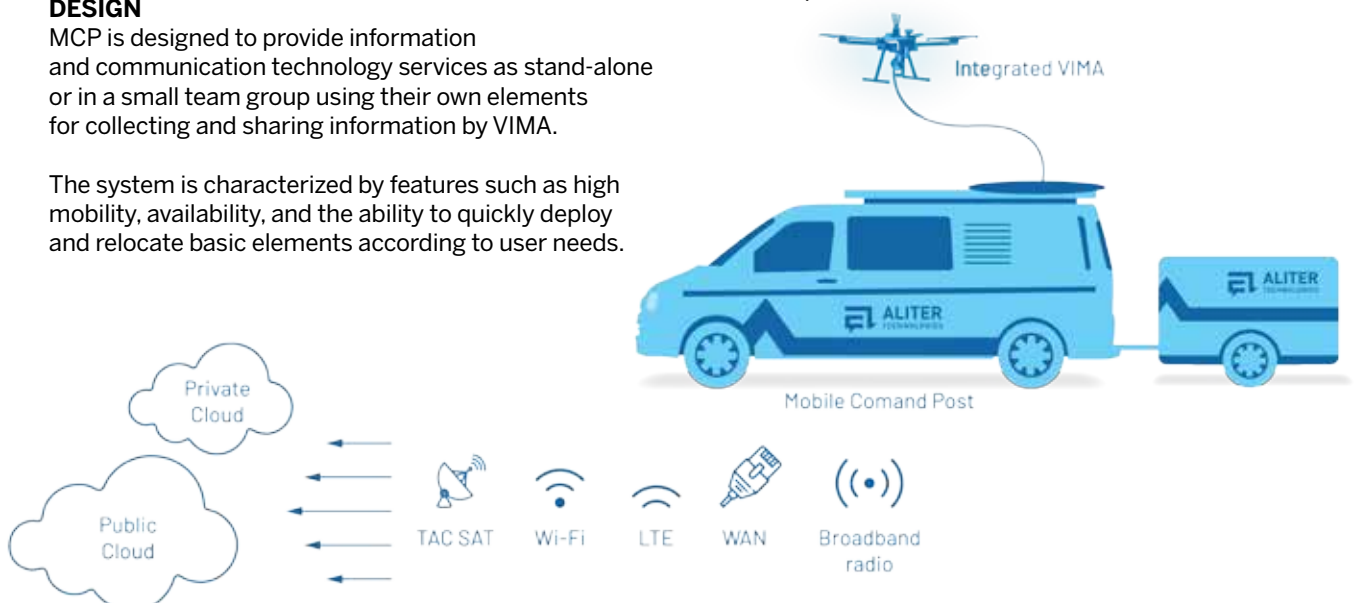 DESIGN
MCP is designed to provide information
and communication technology services as stand-alone
or in a small team group using their own elements
for collecting and sharing information by VIMA.
The system is characterized by features such as high
mobility, availability, and the ability to quickly deploy
and relocate basic elements according to user needs.
Integrated VIMA
ALITER
TECHNOLOGIES
ALITER
TECHNOLOGIES
Mobile Comand Post
Private
Cloud
Public
Cloud
TAC SAT
Wi-Fi
LTE
WAN
Broadband
radio